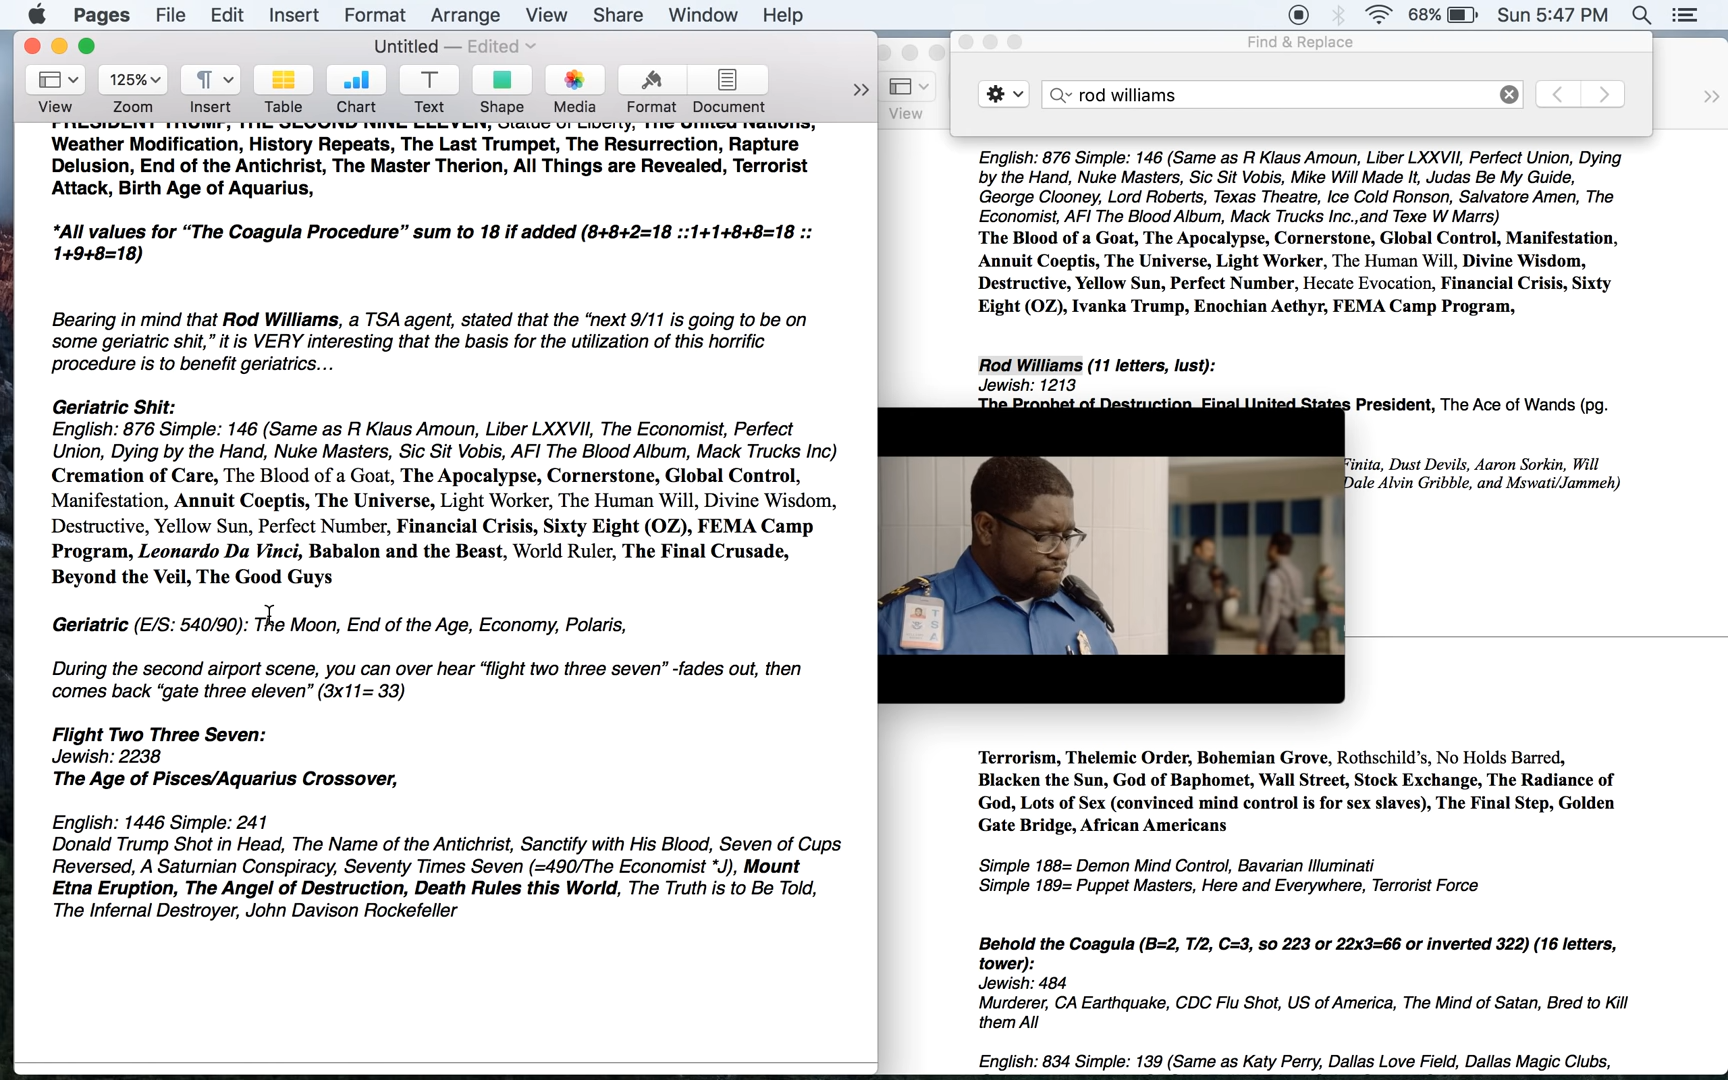 Pages File Edit Insert Format Arrange View Share Window Help 68% Sun 5:47 PM
Untitled — Edited
125%
View Zoom Insert Table Chart Text Shape Media Format Document
PRESIDENT TRUMP, THE SECOND NINE ELEVEN, Statue of Liberty, The United Nations,
Weather Modification, History Repeats, The Last Trumpet, The Resurrection, Rapture
Delusion, End of the Antichrist, The Master Therion, All Things are Revealed, Terrorist
Attack, Birth Age of Aquarius,
*All values for “The Coagula Procedure” sum to 18 if added (8+8+2=18 ::1+1+8+8=18 ::
1+9+8=18)
Bearing in mind that Rod Williams, a TSA agent, stated that the “next 9/11 is going to be on
some geriatric shit,” it is VERY interesting that the basis for the utilization of this horrific
procedure is to benefit geriatrics…
Geriatric Shit:
English: 876 Simple: 146 (Same as R Klaus Amoun, Liber LXXVII, The Economist, Perfect
Union, Dying by the Hand, Nuke Masters, Sic Sit Vobis, AFI The Blood Album, Mack Trucks Inc)
Cremation of Care, The Blood of a Goat, The Apocalypse, Cornerstone, Global Control,
Manifestation, Annuit Coeptis, The Universe, Light Worker, The Human Will, Divine Wisdom,
Destructive, Yellow Sun, Perfect Number, Financial Crisis, Sixty Eight (OZ), FEMA Camp
Program, Leonardo Da Vinci, Babalon and the Beast, World Ruler, The Final Crusade,
Beyond the Veil, The Good Guys
Geriatric (E/S: 540/90): The Moon, End of the Age, Economy, Polaris,
During the second airport scene, you can over hear “flight two three seven” -fades out, then
comes back “gate three eleven” (3x11= 33)
Flight Two Three Seven:
Jewish: 2238
The Age of Pisces/Aquarius Crossover,
English: 1446 Simple: 241
Donald Trump Shot in Head, The Name of the Antichrist, Sanctify with His Blood, Seven of Cups
Reversed, A Saturnian Conspiracy, Seventy Times Seven (=490/The Economist *J), Mount
Etna Eruption, The Angel of Destruction, Death Rules this World, The Truth is to Be Told,
The Infernal Destroyer, John Davison Rockefeller
View
Find & Replace
rod williams
English: 876 Simple: 146 (Same as R Klaus Amoun, Liber LXXVII, Perfect Union, Dying
by the Hand, Nuke Masters, Sic Sit Vobis, Mike Will Made It, Judas Be My Guide,
George Clooney, Lord Roberts, Texas Theatre, Ice Cold Ronson, Salvatore Amen, The
Economist, AFI The Blood Album, Mack Trucks Inc.,and Texe W Marrs)
The Blood of a Goat, The Apocalypse, Cornerstone, Global Control, Manifestation,
Annuit Coeptis, The Universe, Light Worker, The Human Will, Divine Wisdom,
Destructive, Yellow Sun, Perfect Number, Hecate Evocation, Financial Crisis, Sixty
Eight (OZ), Ivanka Trump, Enochian Aethyr, FEMA Camp Program,
Rod Williams (11 letters, lust):
Jewish: 1213
The Prophet of Destruction, Final United States President, The Ace of Wands (pg.
Finita, Dust Devils, Aaron Sorkin, Will
Dale Alvin Gribble, and Mswati/Jammeh)
TSA
Terrorism, Thelemic Order, Bohemian Grove, Rothschild’s, No Holds Barred,
Blacken the Sun, God of Baphomet, Wall Street, Stock Exchange, The Radiance of
God, Lots of Sex (convinced mind control is for sex slaves), The Final Step, Golden
Gate Bridge, African Americans
Simple 188= Demon Mind Control, Bavarian Illuminati
Simple 189= Puppet Masters, Here and Everywhere, Terrorist Force
Behold the Coagula (B=2, T/2, C=3, so 223 or 22x3=66 or inverted 322) (16 letters,
tower):
Jewish: 484
Murderer, CA Earthquake, CDC Flu Shot, US of America, The Mind of Satan, Bred to Kill
them All
English: 834 Simple: 139 (Same as Katy Perry, Dallas Love Field, Dallas Magic Clubs,